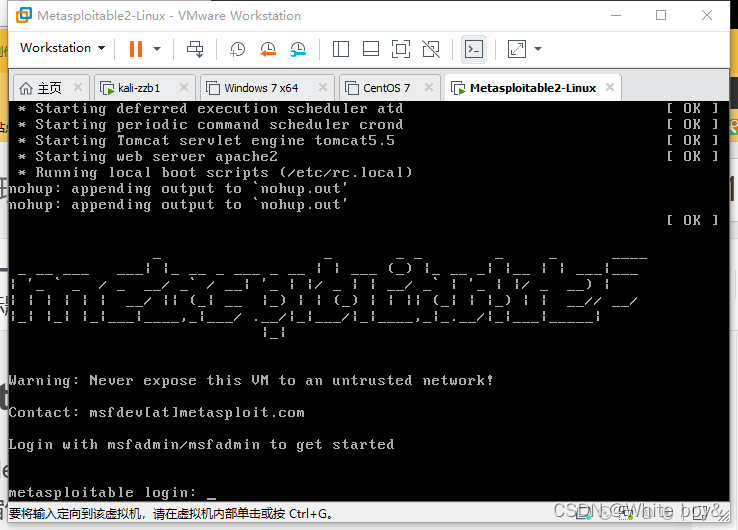 Metasploitable2-Linux - VMware Workstation
Workstation
主页
kali-zzb1
Windows 7 x64
CentOS 7
Metasploitable2-Linux
* Starting deferred execution scheduler atd [ OK ]
* Starting periodic command scheduler crond [ OK ]
* Starting Tomcat servlet engine tomcat5.5 [ OK ]
* Starting web server apache2 [ OK ]
* Running local boot scripts (/etc/rc.local)
nohup: appending output to `nohup.out'
nohup: appending output to `nohup.out'
[ OK ]
metasploitable2
Warning: Never expose this VM to an untrusted network!
Contact: msfdev[at]metasploit.com
Login with msfadmin/msfadmin to get started
metasploitable login: _
要将输入定向到该虚拟机，请在虚拟机内部单击或按 Ctrl+G。
CSDN @White boy&